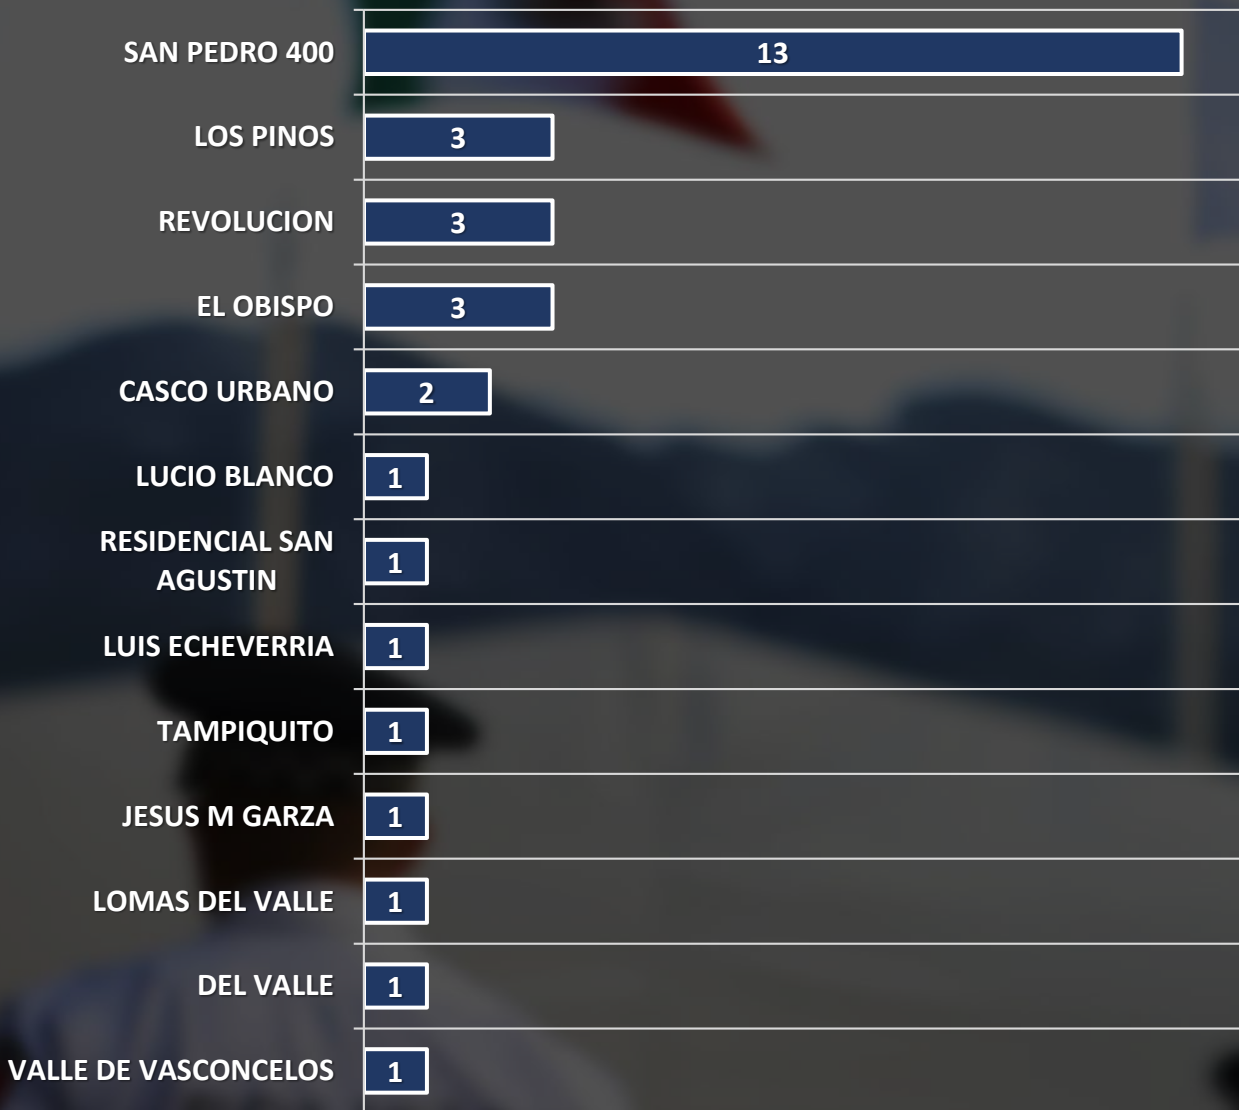 SAN PEDRO 400 13
LOS PINOS 3
REVOLUCION 3
EL OBISPO 3
CASCO URBANO 2
LUCIO BLANCO 1
RESIDENCIAL SAN
AGUSTIN 1
LUIS ECHEVERRIA 1
TAMPIQUITO 1
JESUS M GARZA 1
LOMAS DEL VALLE 1
DEL VALLE 1
VALLE DE VASCONCELOS 1